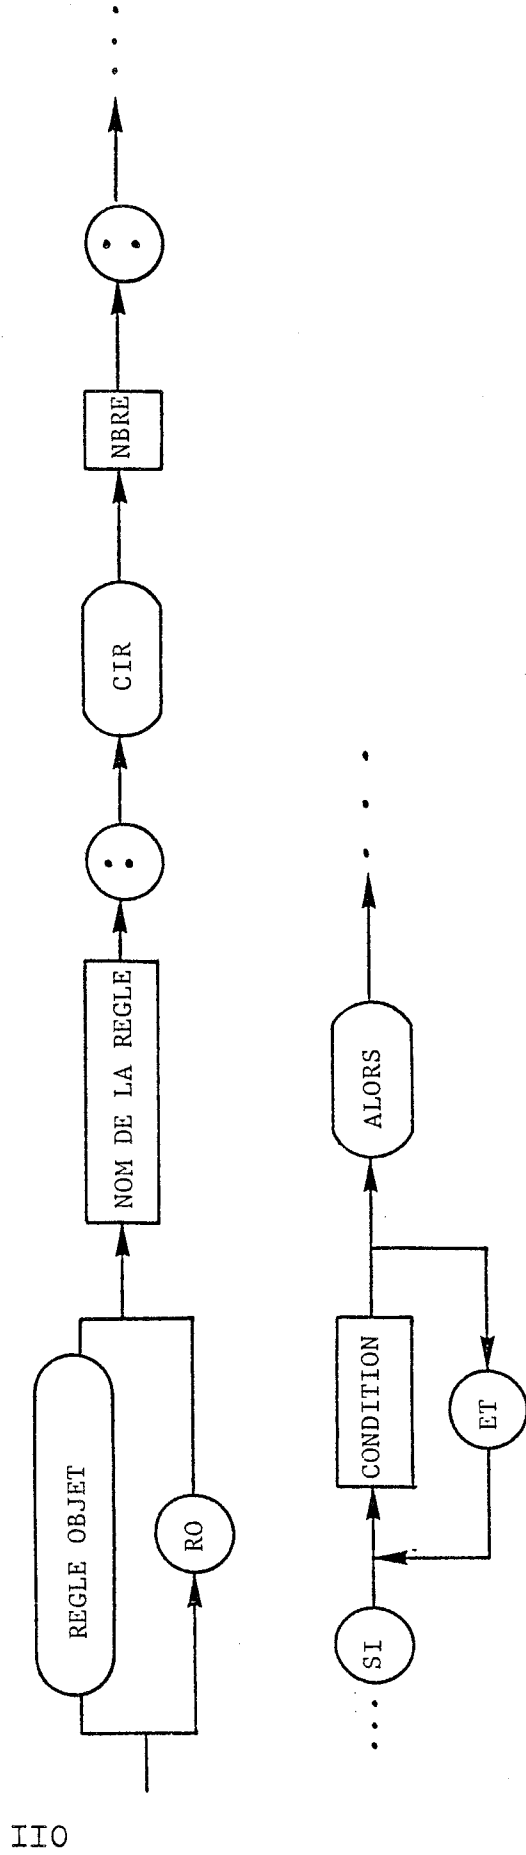 REGLE OBJET
RO
NOM DE LA REGLE
:
CIR
NBRE
:
...
... SI
CONDITION
ET
ALORS
...
IIO